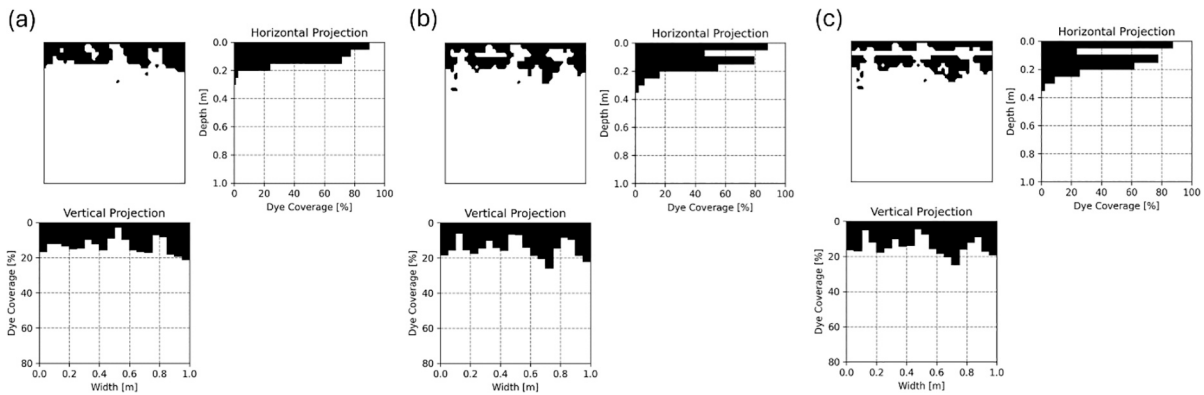 (a)
Horizontal Projection
0.0
0.2
0.4
0.6
0.8
1.0
Depth [m]
0 20 40 60 80 100
Dye Coverage [%]
Vertical Projection
0
20
40
60
80
Dye Coverage [%]
0.0 0.2 0.4 0.6 0.8 1.0
Width [m]
(b)
Horizontal Projection
0.0
0.2
0.4
0.6
0.8
1.0
Depth [m]
0 20 40 60 80 100
Dye Coverage [%]
Vertical Projection
0
20
40
60
80
Dye Coverage [%]
0.0 0.2 0.4 0.6 0.8 1.0
Width [m]
(c)
Horizontal Projection
0.0
0.2
0.4
0.6
0.8
1.0
Depth [m]
0 20 40 60 80 100
Dye Coverage [%]
Vertical Projection
0
20
40
60
80
Dye Coverage [%]
0.0 0.2 0.4 0.6 0.8 1.0
Width [m]